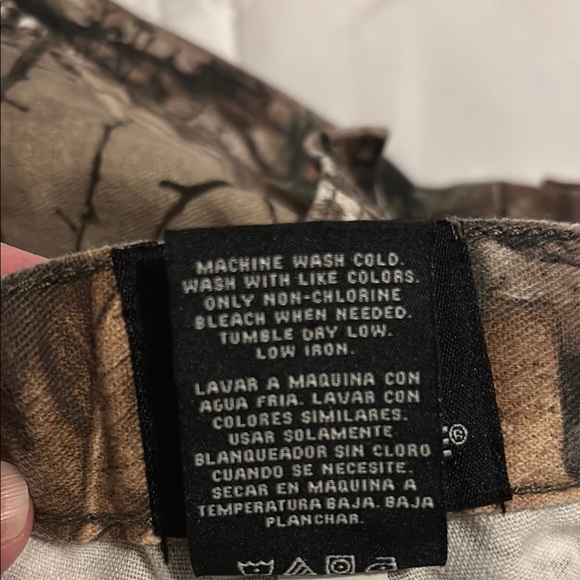 MACHINE WASH COLD.
WASH WITH LIKE COLORS.
ONLY NON-CHLORINE
BLEACH WHEN NEEDED.
TUMBLE DRY LOW.
LOW IRON.
LAVAR A MAQUINA CON
AGUA FRIA. LAVAR CON
COLORES SIMILARES.
USAR SOLAMENTE
BLANQUEADOR SIN CLORO
CUANDO SE NECESITE.
SECAR EN MAQUINA A
TEMPERATURA BAJA. BAJA
PLANCHAR.